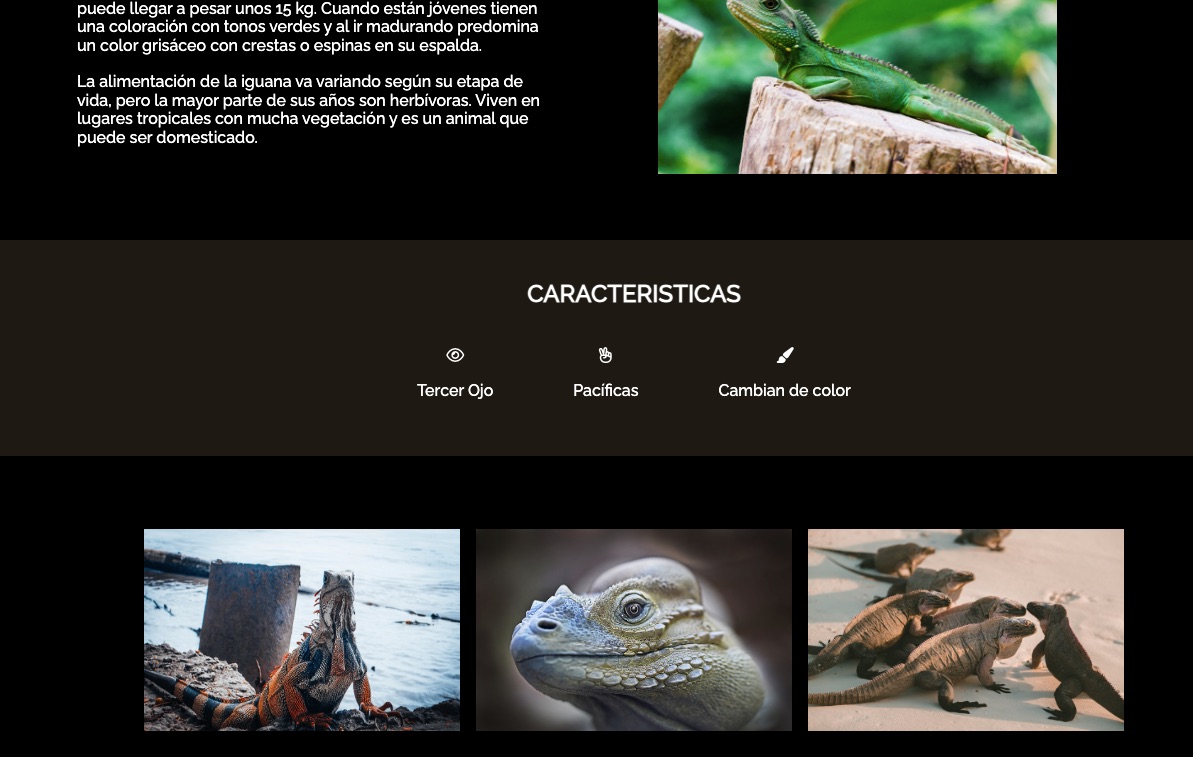 puede llegar a pesar unos 15 kg. Cuando están jóvenes tienen
una coloración con tonos verdes y al ir madurando predomina
un color grisáceo con crestas o espinas en su espalda.
La alimentación de la iguana va variando según su etapa de
vida, pero la mayor parte de sus años son herbívoras. Viven en
lugares tropicales con mucha vegetación y es un animal que
puede ser domesticado.
CARACTERISTICAS
Tercer Ojo
Pacíficas
Cambian de color